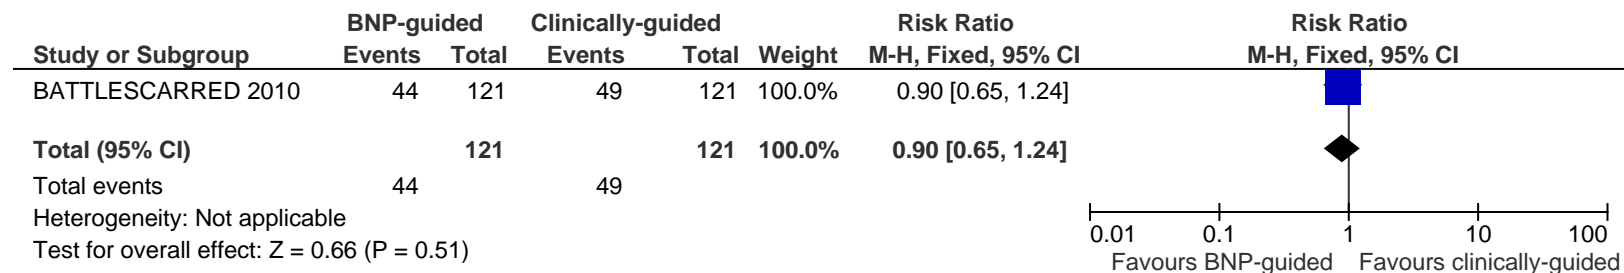 BNP-guided Clinically-guided Risk Ratio Risk Ratio
Study or Subgroup Events Total Events Total Weight M-H, Fixed, 95% CI M-H, Fixed, 95% CI
BATTLESCARRED 2010 44 121 49 121 100.0% 0.90 [0.65, 1.24]
Total (95% CI) 121 121 100.0% 0.90 [0.65, 1.24]
Total events 44 49
Heterogeneity: Not applicable
Test for overall effect: Z = 0.66 (P = 0.51)
0.01 0.1 1 10 100
Favours BNP-guided Favours clinically-guided